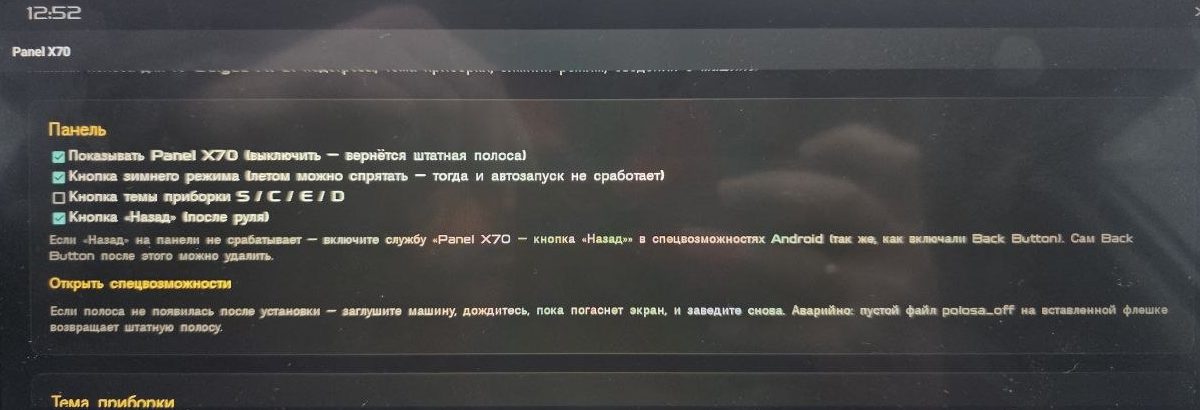 12:52
Panel X70
Панель
Показывать Panel X70 (выключить — вернётся штатная полоса)
Кнопка зимнего режима (летом можно спрятать — тогда и автозапуск не сработает)
Кнопка темы приборки S / C / E / D
Кнопка «Назад» (после руля)
Если «Назад» на панели не срабатывает — включите службу «Panel X70 — кнопка «Назад»» в спецвозможностях Android (так же, как включали Back Button). Сам Back
Button после этого можно удалить.
Открыть спецвозможности
Если полоса не появилась после установки — заглушите машину, дождитесь, пока погаснет экран, и заведите снова. Аварийно: пустой файл polosa_off на вставленной флешке
возвращает штатную полосу.
Тема приборки